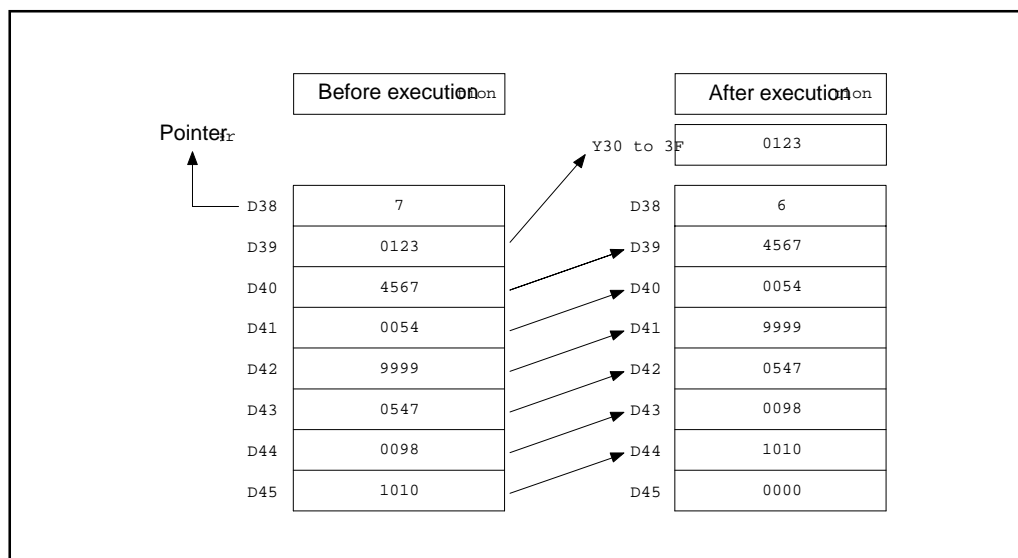 Before execution After execution
Pointer
Y30 to 3F 0123
D38 7 D38 6
D39 0123 D39 4567
D40 4567 D40 0054
D41 0054 D41 9999
D42 9999 D42 0547
D43 0547 D43 0098
D44 0098 D44 1010
D45 1010 D45 0000